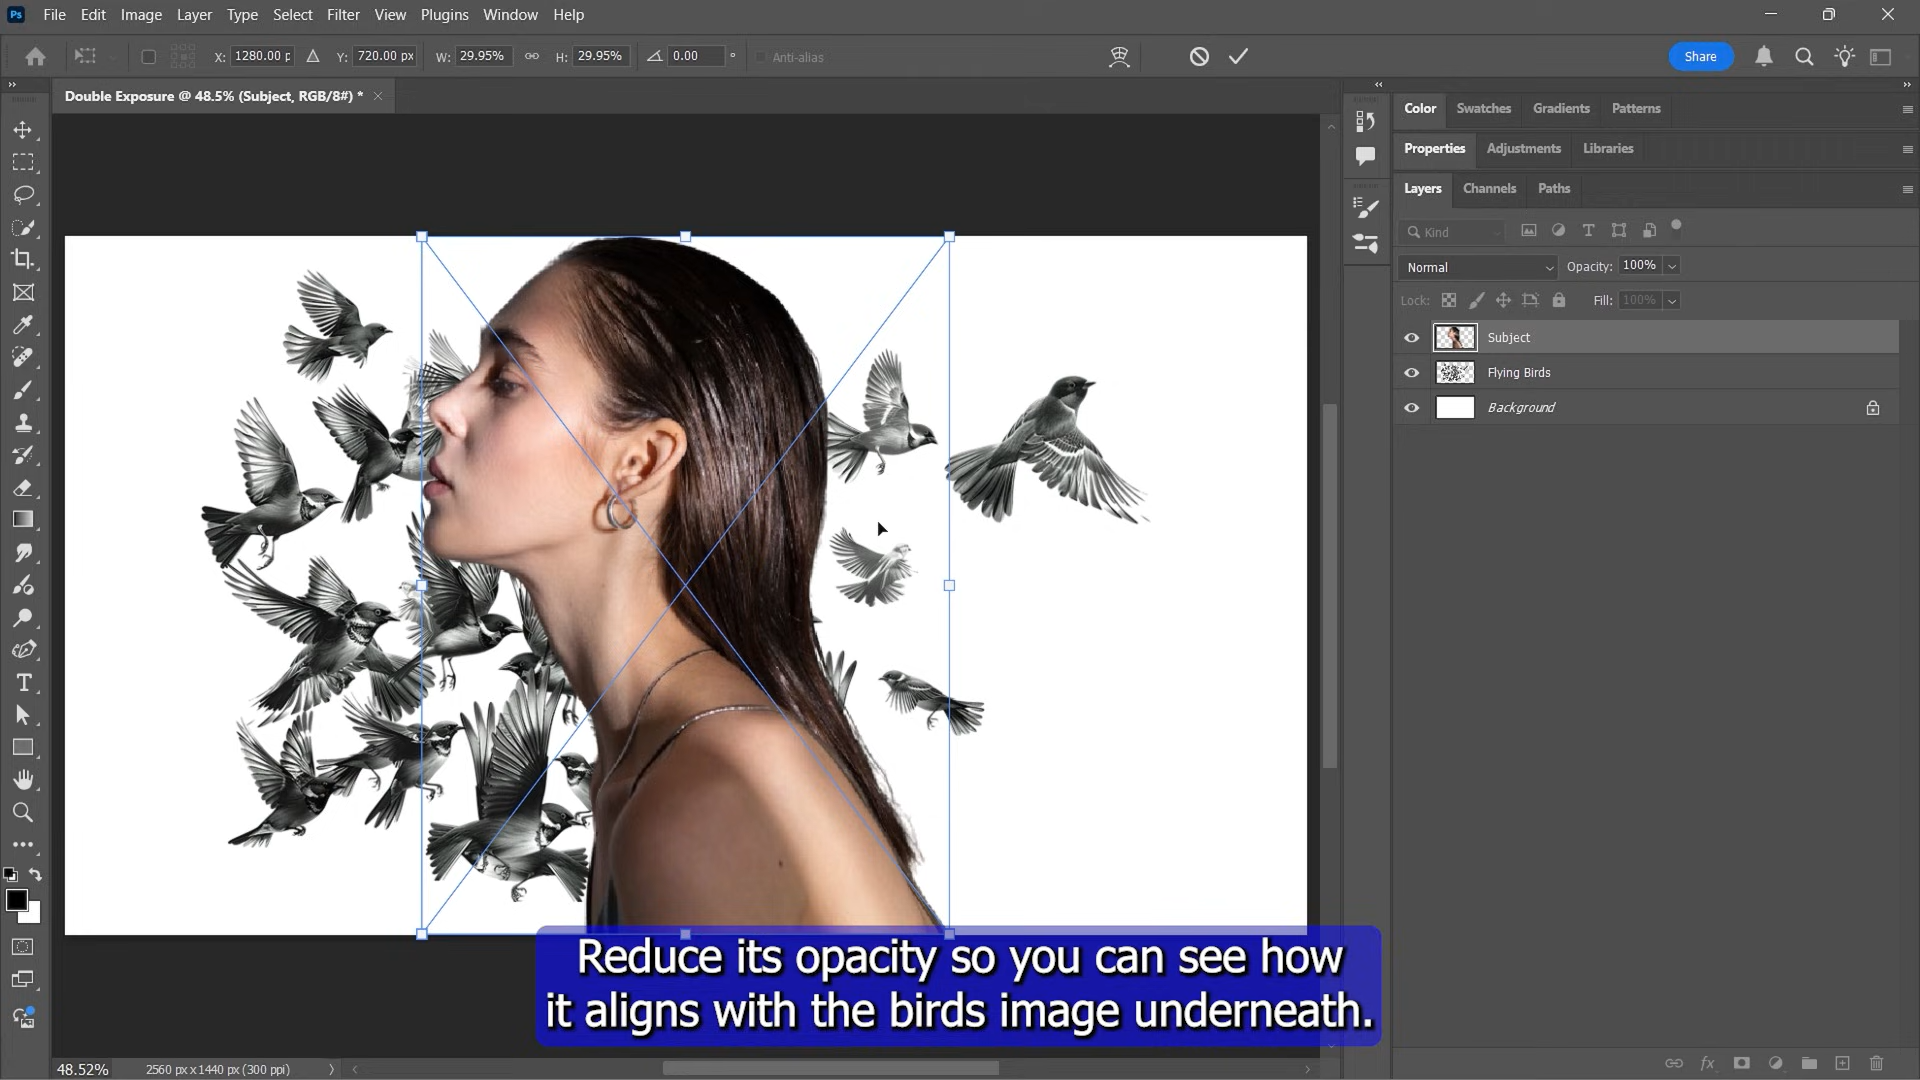 Ps File Edit Image Layer Type Select Filter View Plugins Window Help
X: 1280.00 p Y: 720.00 px W: 29.95% H: 29.95% 0.00 ° Anti-alias Share
Double Exposure @ 48.5% (Subject, RGB/8#) * ×
Color Swatches Gradients Patterns
Properties Adjustments Libraries
Layers Channels Paths
Kind
Normal Opacity: 100%
Lock: Fill: 100%
Subject
Flying Birds
Background
Reduce its opacity so you can see how
it aligns with the birds image underneath.
48.52% 2560 px x 1440 px (300 ppi)